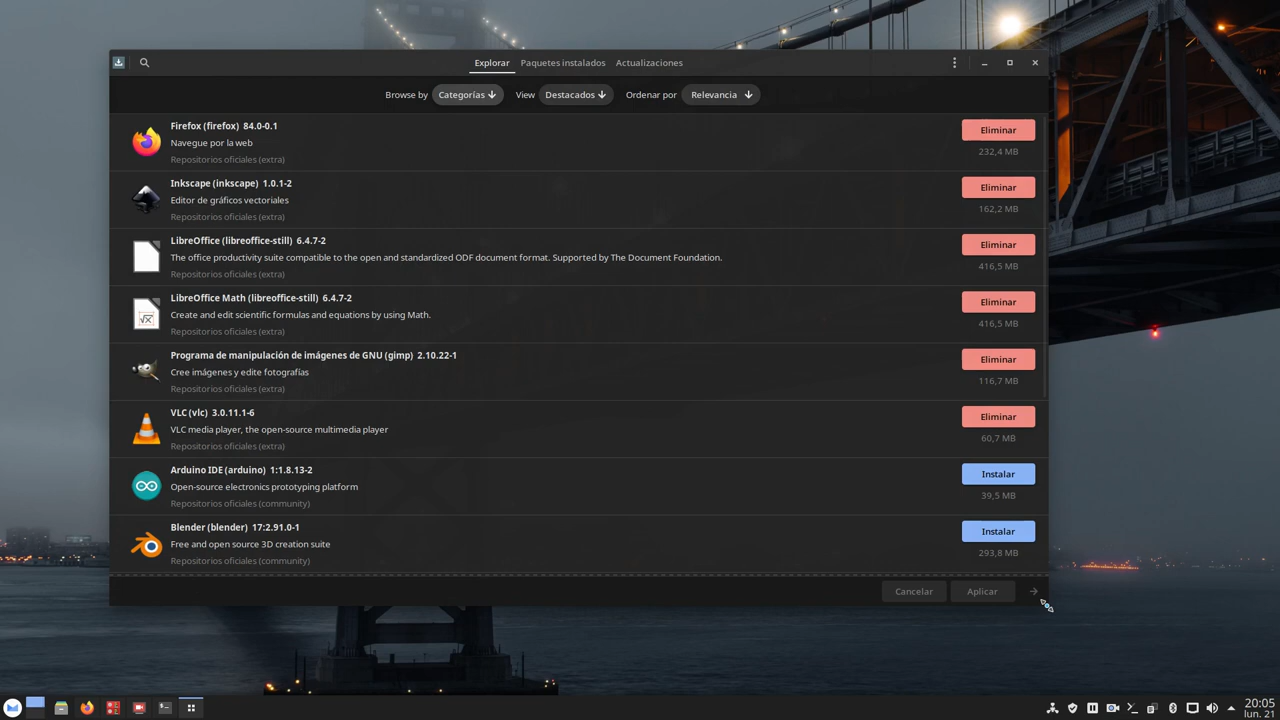 Explorar Paquetes instalados Actualizaciones
Browse by Categorías View Destacados Ordenar por Relevancia
Firefox (firefox) 84.0-0.1
Eliminar
Navegue por la web
232,4 MB
Repositorios oficiales (extra)
Inkscape (inkscape) 1.0.1-2
Eliminar
Editor de gráficos vectoriales
162,2 MB
Repositorios oficiales (extra)
LibreOffice (libreoffice-still) 6.4.7-2
Eliminar
The office productivity suite compatible to the open and standardized ODF document format. Supported by The Document Foundation.
416,5 MB
Repositorios oficiales (extra)
LibreOffice Math (libreoffice-still) 6.4.7-2
Eliminar
Create and edit scientific formulas and equations by using Math.
416,5 MB
Repositorios oficiales (extra)
Programa de manipulación de imágenes de GNU (gimp) 2.10.22-1
Eliminar
Cree imágenes y edite fotografías
116,7 MB
Repositorios oficiales (extra)
VLC (vlc) 3.0.11.1-6
Eliminar
VLC media player, the open-source multimedia player
60,7 MB
Repositorios oficiales (extra)
Arduino IDE (arduino) 1:1.8.13-2
Instalar
Open-source electronics prototyping platform
39,5 MB
Repositorios oficiales (community)
Blender (blender) 17:2.91.0-1
Instalar
Free and open source 3D creation suite
293,8 MB
Repositorios oficiales (community)
Cancelar Aplicar
20:05
lun. 21